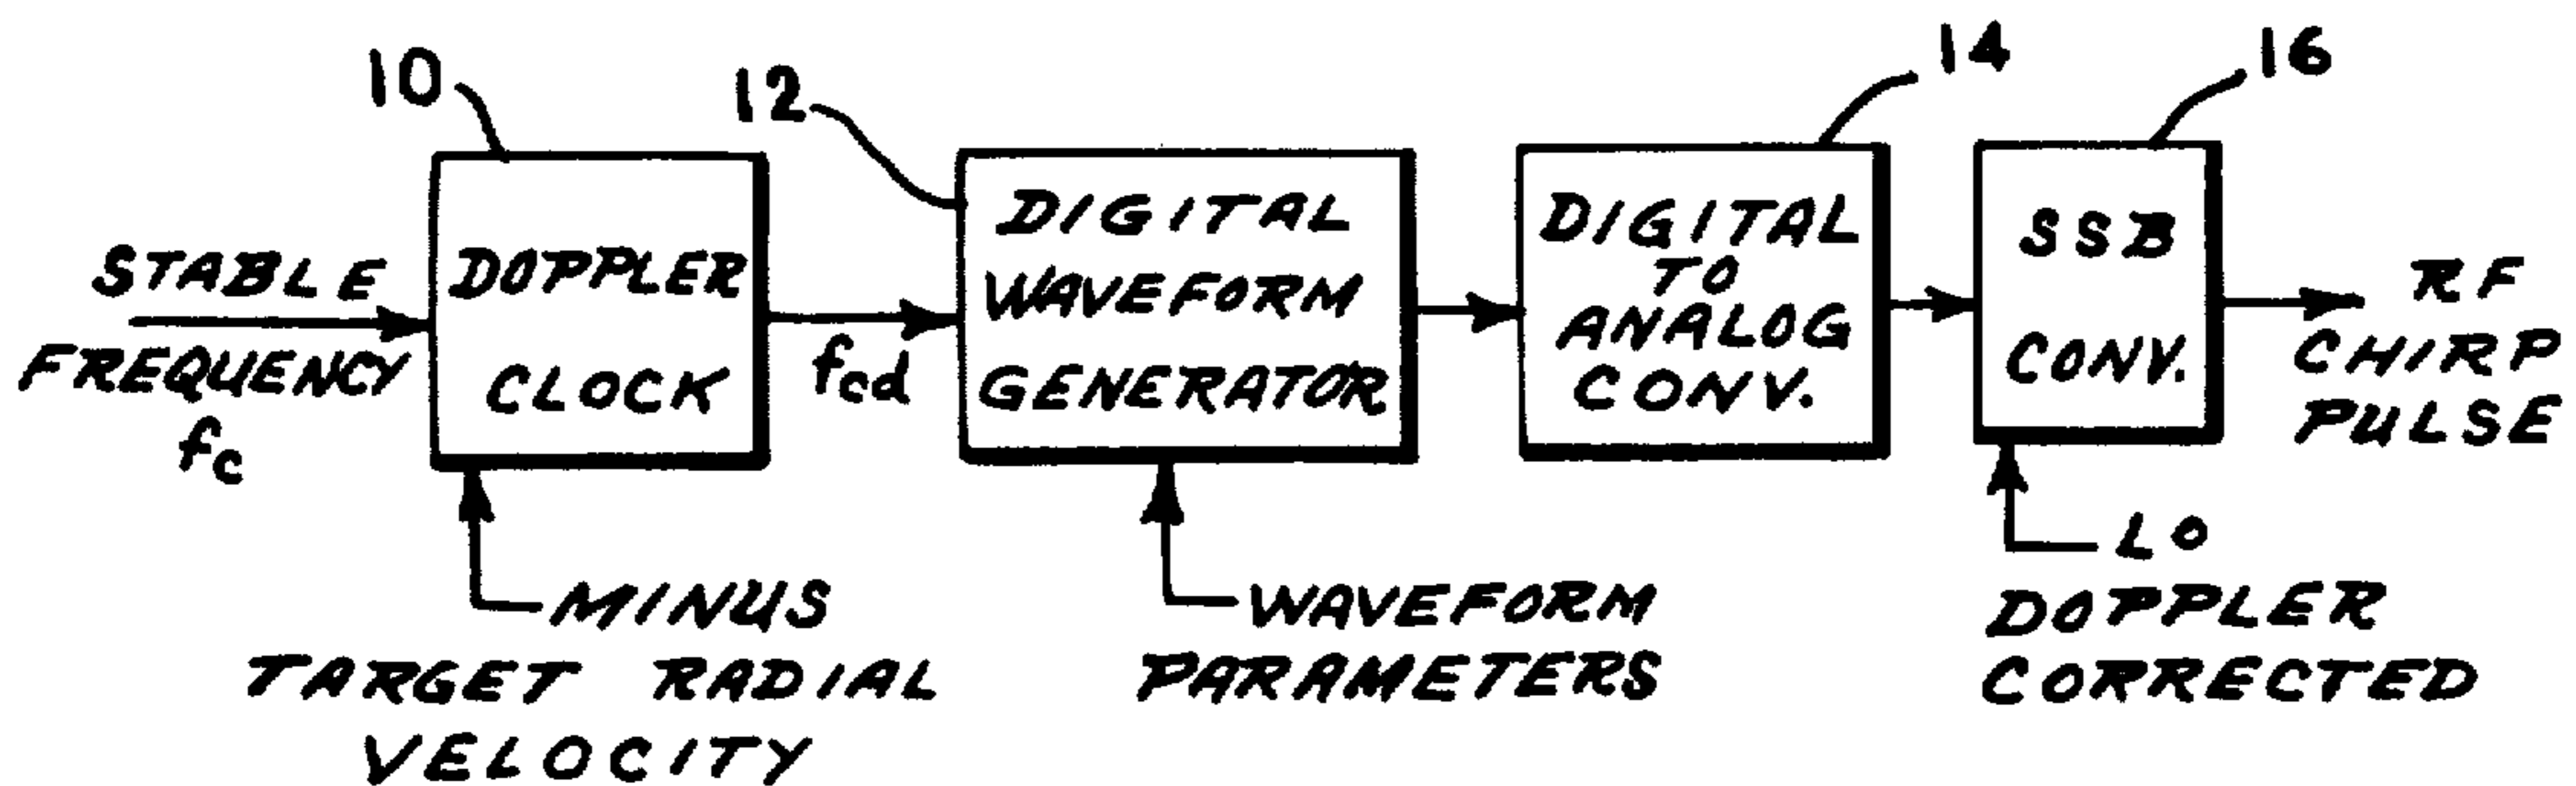 10
12
14
16
STABLE
FREQUENCY
fc
DOPPLER
CLOCK
fcd
DIGITAL
WAVEFORM
GENERATOR
DIGITAL
TO
ANALOG
CONV.
SSB
CONV.
RF
CHIRP
PULSE
MINUS
TARGET RADIAL
VELOCITY
WAVEFORM
PARAMETERS
LO
DOPPLER
CORRECTED